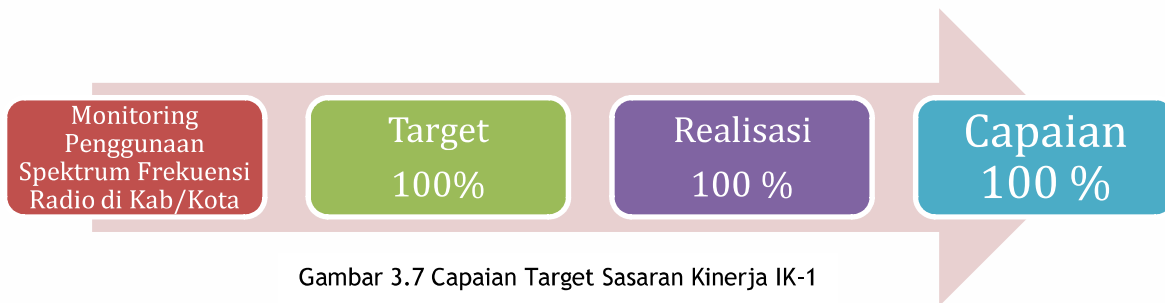 Monitoring
Penggunaan
Spektrum Frekuensi
Radio di Kab/Kota
Target
100%
Realisasi
100 %
Capaian
100 %
Gambar 3.7 Capaian Target Sasaran Kinerja IK-1